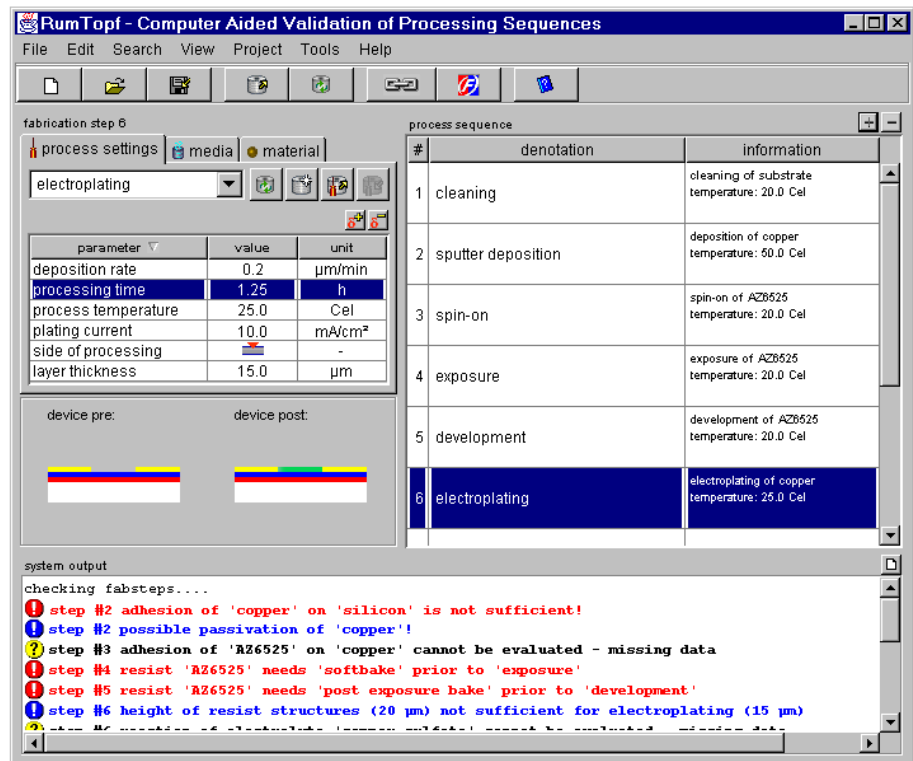 RumTopf - Computer Aided Validation of Processing Sequences
File Edit Search View Project Tools Help
fabrication step 6
process settings media material
electroplating
parameter value unit
deposition rate 0.2 µm/min
processing time 1.25 h
process temperature 25.0 Cel
plating current 10.0 mA/cm²
side of processing -
layer thickness 15.0 µm
device pre: device post:
process sequence
# denotation information
1 cleaning cleaning of substrate
temperature: 20.0 Cel
2 sputter deposition deposition of copper
temperature: 50.0 Cel
3 spin-on spin-on of AZ6525
temperature: 20.0 Cel
4 exposure exposure of AZ6525
temperature: 20.0 Cel
5 development development of AZ6525
temperature: 20.0 Cel
6 electroplating electroplating of copper
temperature: 25.0 Cel
system output
checking fabsteps....
step #2 adhesion of 'copper' on 'silicon' is not sufficient!
step #2 possible passivation of 'copper'!
step #3 adhesion of 'AZ6525' on 'copper' cannot be evaluated - missing data
step #4 resist 'AZ6525' needs 'softbake' prior to 'exposure'
step #5 resist 'AZ6525' needs 'post exposure bake' prior to 'development'
step #6 height of resist structures (20 µm) not sufficient for electroplating (15 µm)